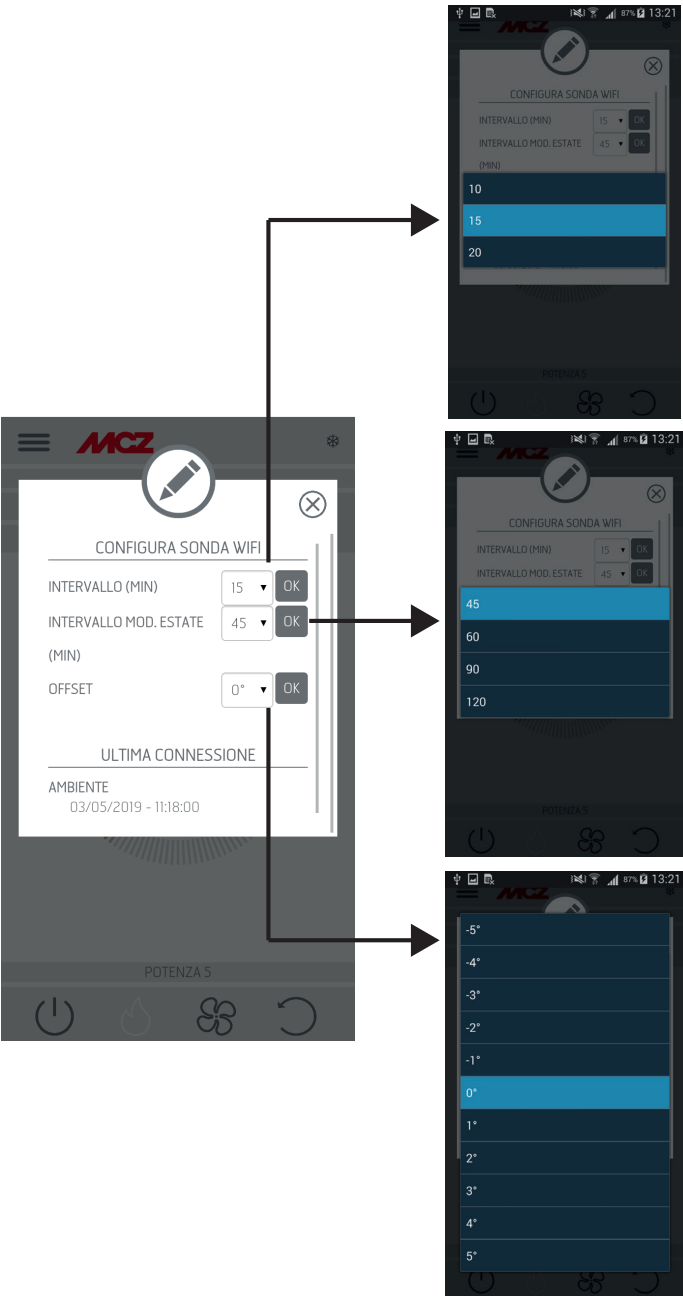 MCZ
CONFIGURA SONDA WIFI
INTERVALLO (MIN) 15 OK
INTERVALLO MOD. ESTATE 45 OK
(MIN)
OFFSET 0° OK
ULTIMA CONNESSIONE
AMBIENTE
03/05/2019 - 11:18:00
POTENZA 5
87% 13:21
MCZ
CONFIGURA SONDA WIFI
INTERVALLO (MIN) 15 OK
INTERVALLO MOD. ESTATE 45 OK
(MIN)
10
15
20
POTENZA 5
87% 13:21
MCZ
CONFIGURA SONDA WIFI
INTERVALLO (MIN) 15 OK
INTERVALLO MOD. ESTATE 45 OK
45
60
90
120
POTENZA 5
87% 13:21
MCZ
-5°
-4°
-3°
-2°
-1°
0°
1°
2°
3°
4°
5°